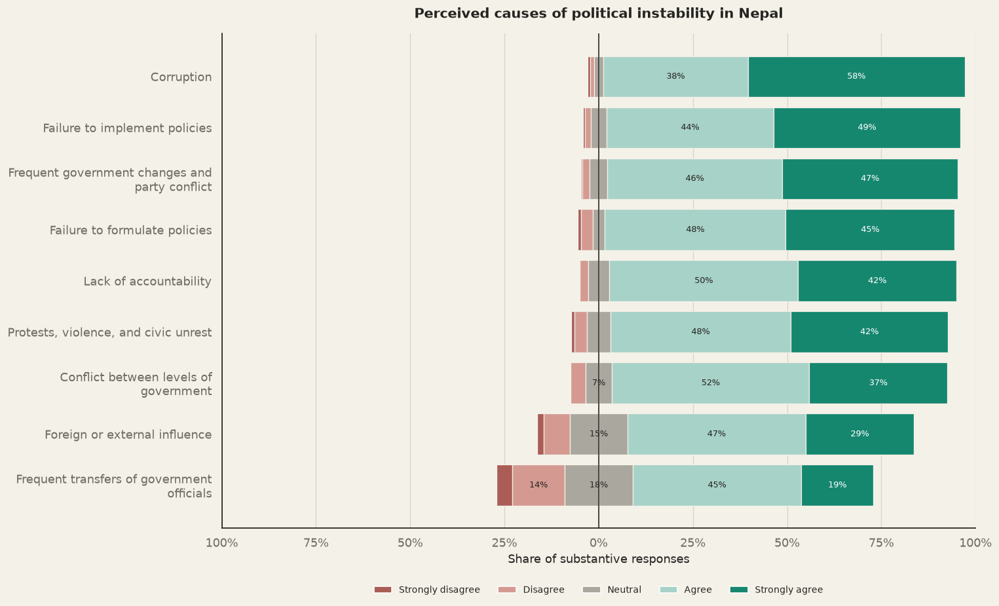 Perceived causes of political instability in Nepal
Corruption
38%
58%
Failure to implement policies
44%
49%
Frequent government changes and
party conflict
46%
47%
Failure to formulate policies
48%
45%
Lack of accountability
50%
42%
Protests, violence, and civic unrest
48%
42%
Conflict between levels of
government
7%
52%
37%
Foreign or external influence
15%
47%
29%
Frequent transfers of government
officials
14%
18%
45%
19%
100%
75%
50%
25%
0%
25%
50%
75%
100%
Share of substantive responses
Strongly disagree
Disagree
Neutral
Agree
Strongly agree